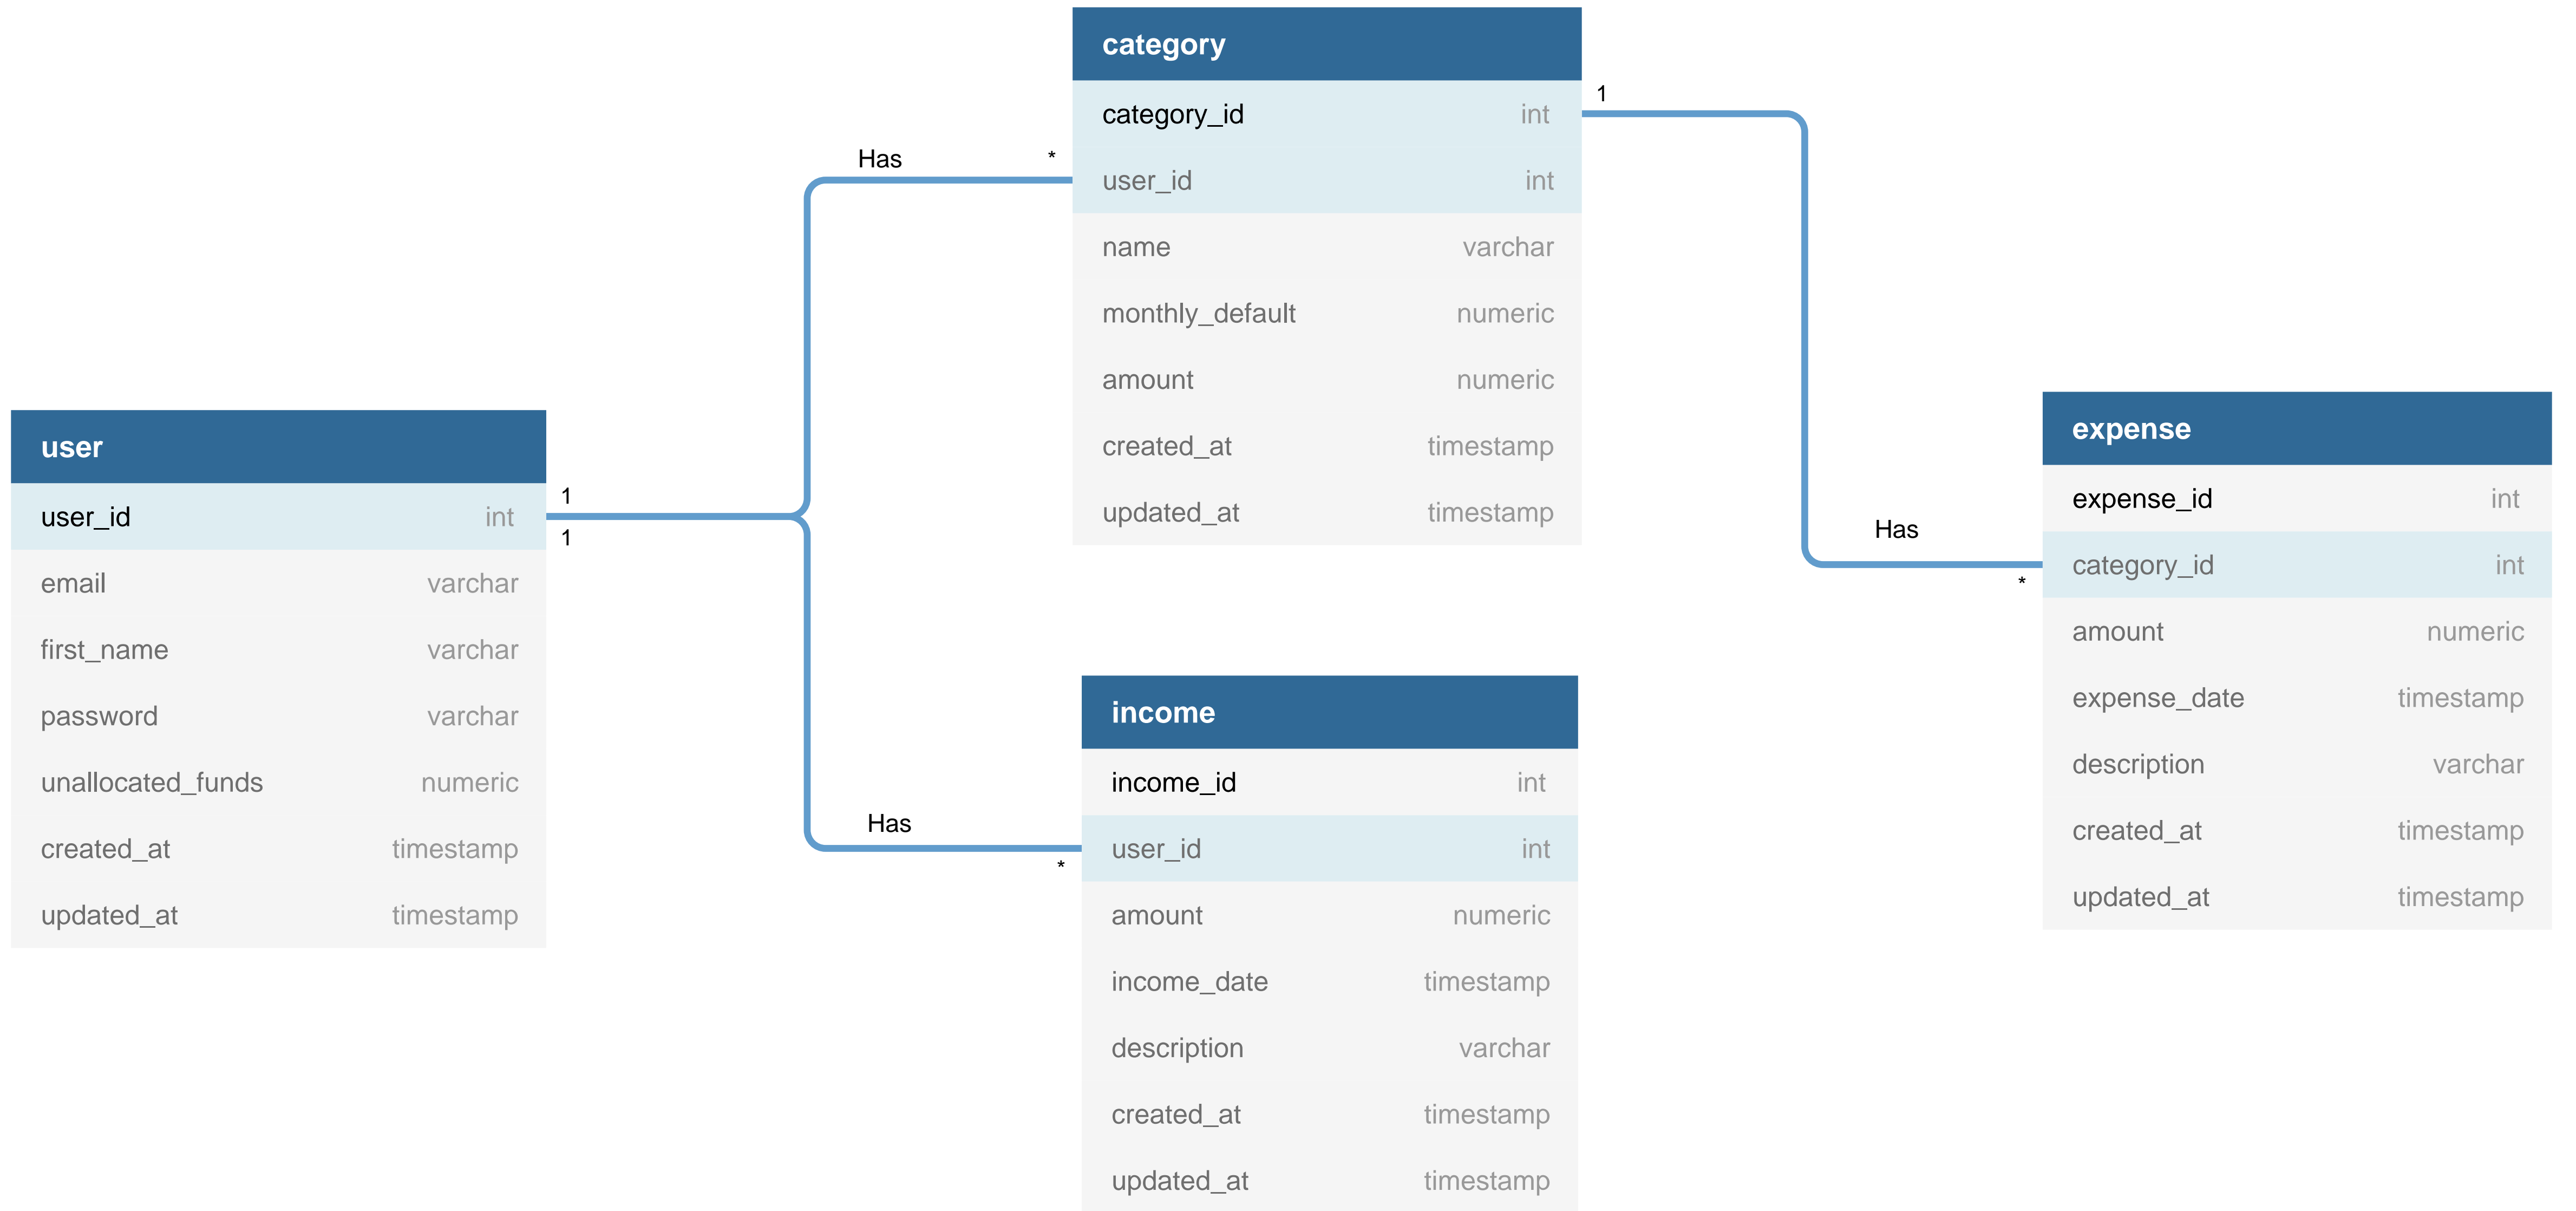 category
category_id int
user_id int
name varchar
monthly_default numeric
amount numeric
created_at timestamp
updated_at timestamp
1
Has *
user
user_id int
email varchar
first_name varchar
password varchar
unallocated_funds numeric
created_at timestamp
updated_at timestamp
1
1
Has
*
income
income_id int
user_id int
amount numeric
income_date timestamp
description varchar
created_at timestamp
updated_at timestamp
Has
*
expense
expense_id int
category_id int
amount numeric
expense_date timestamp
description varchar
created_at timestamp
updated_at timestamp